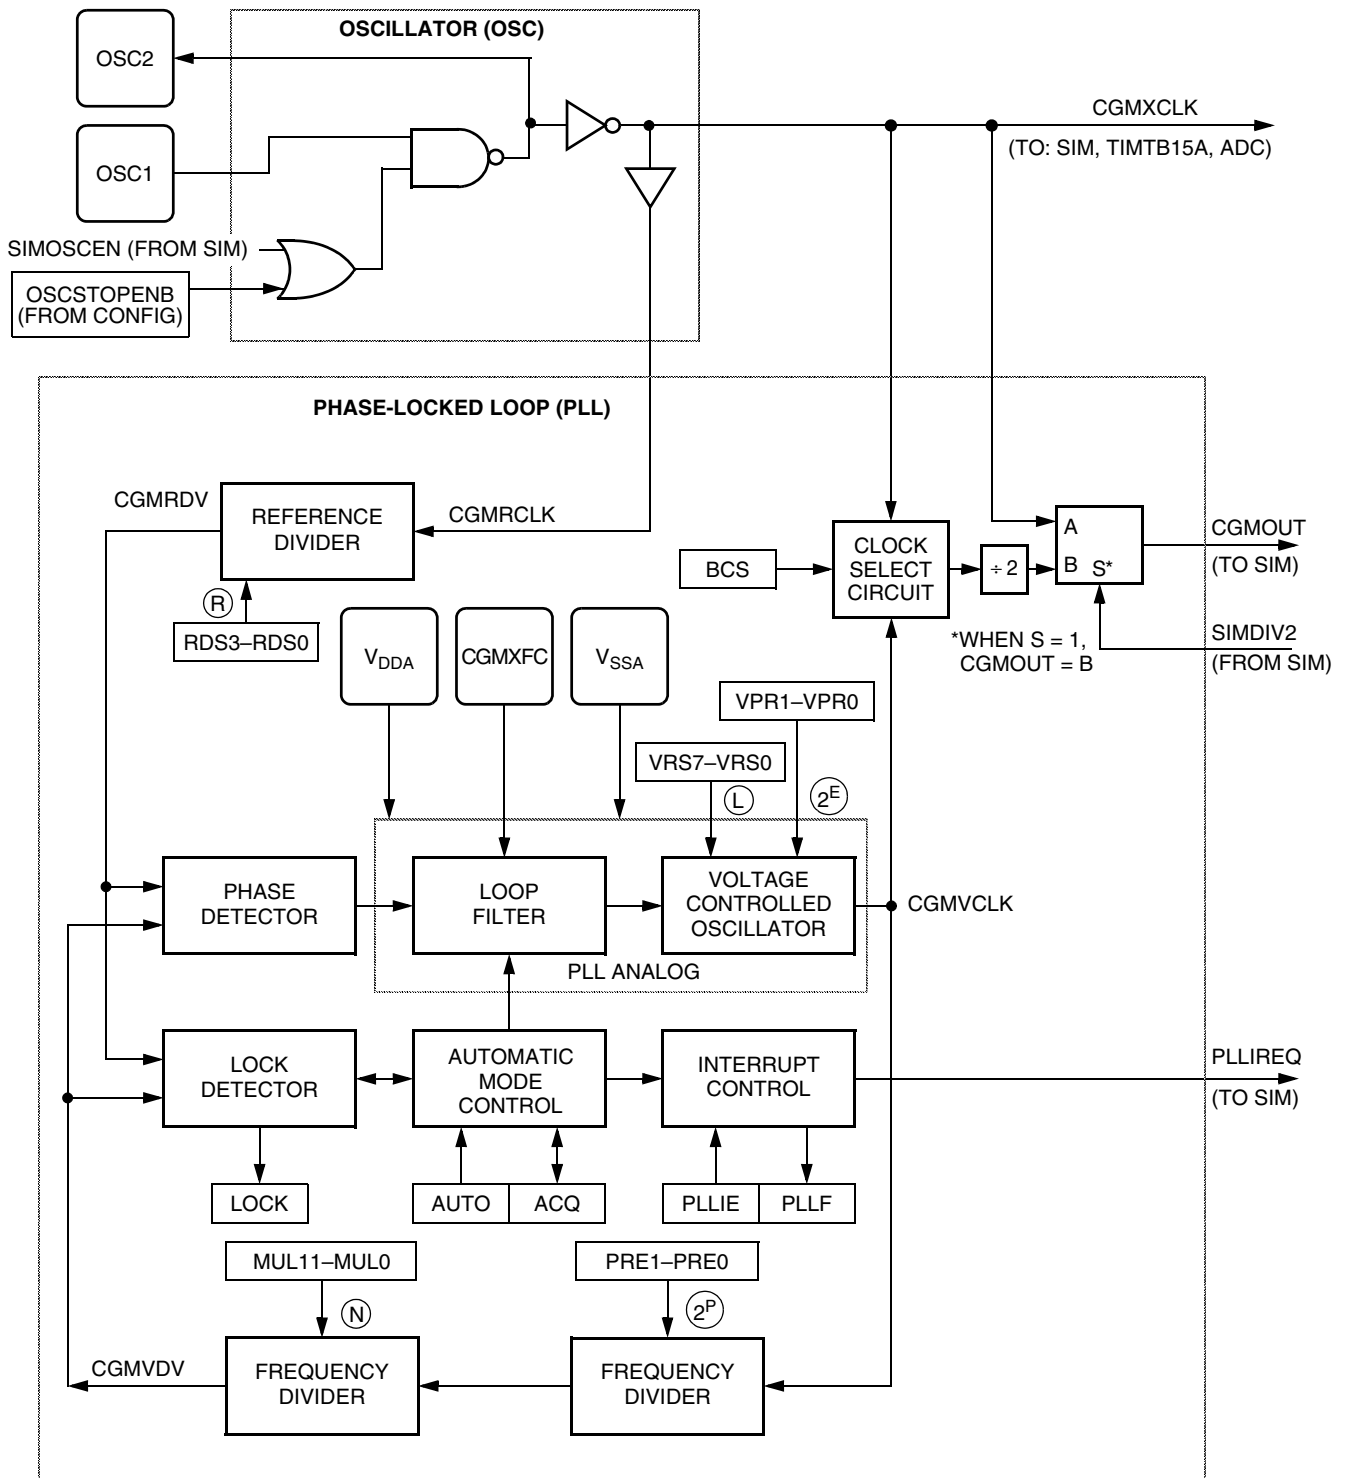 OSCILLATOR (OSC)
OSC2
CGMXCLK
(TO: SIM, TIMTB15A, ADC)
OSC1
SIMOSCEN (FROM SIM)
OSCSTOPENB
(FROM CONFIG)
PHASE-LOCKED LOOP (PLL)
CGMRDV
REFERENCE
DIVIDER
CGMRCLK
R
RDS3–RDS0
BCS
CLOCK
SELECT
CIRCUIT
÷ 2
A
B
S*
CGMOUT
(TO SIM)
*WHEN S = 1,
CGMOUT = B
SIMDIV2
(FROM SIM)
VDDA
CGMXFC
VSSA
VPR1–VPR0
VRS7–VRS0
L
2E
PHASE
DETECTOR
LOOP
FILTER
VOLTAGE
CONTROLLED
OSCILLATOR
CGMVCLK
PLL ANALOG
LOCK
DETECTOR
AUTOMATIC
MODE
CONTROL
INTERRUPT
CONTROL
PLLIREQ
(TO SIM)
LOCK
AUTO
ACQ
PLLIE
PLLF
MUL11–MUL0
PRE1–PRE0
N
2P
CGMVDV
FREQUENCY
DIVIDER
FREQUENCY
DIVIDER